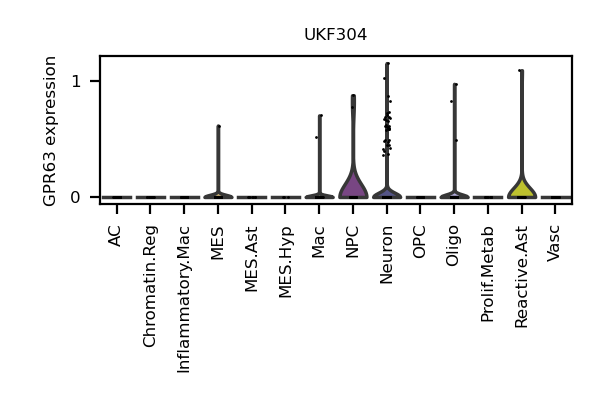 UKF304
GPR63 expression
1
0
AC
Chromatin.Reg
Inflammatory.Mac
MES
MES.Ast
MES.Hyp
Mac
NPC
Neuron
OPC
Oligo
Prolif.Metab
Reactive.Ast
Vasc